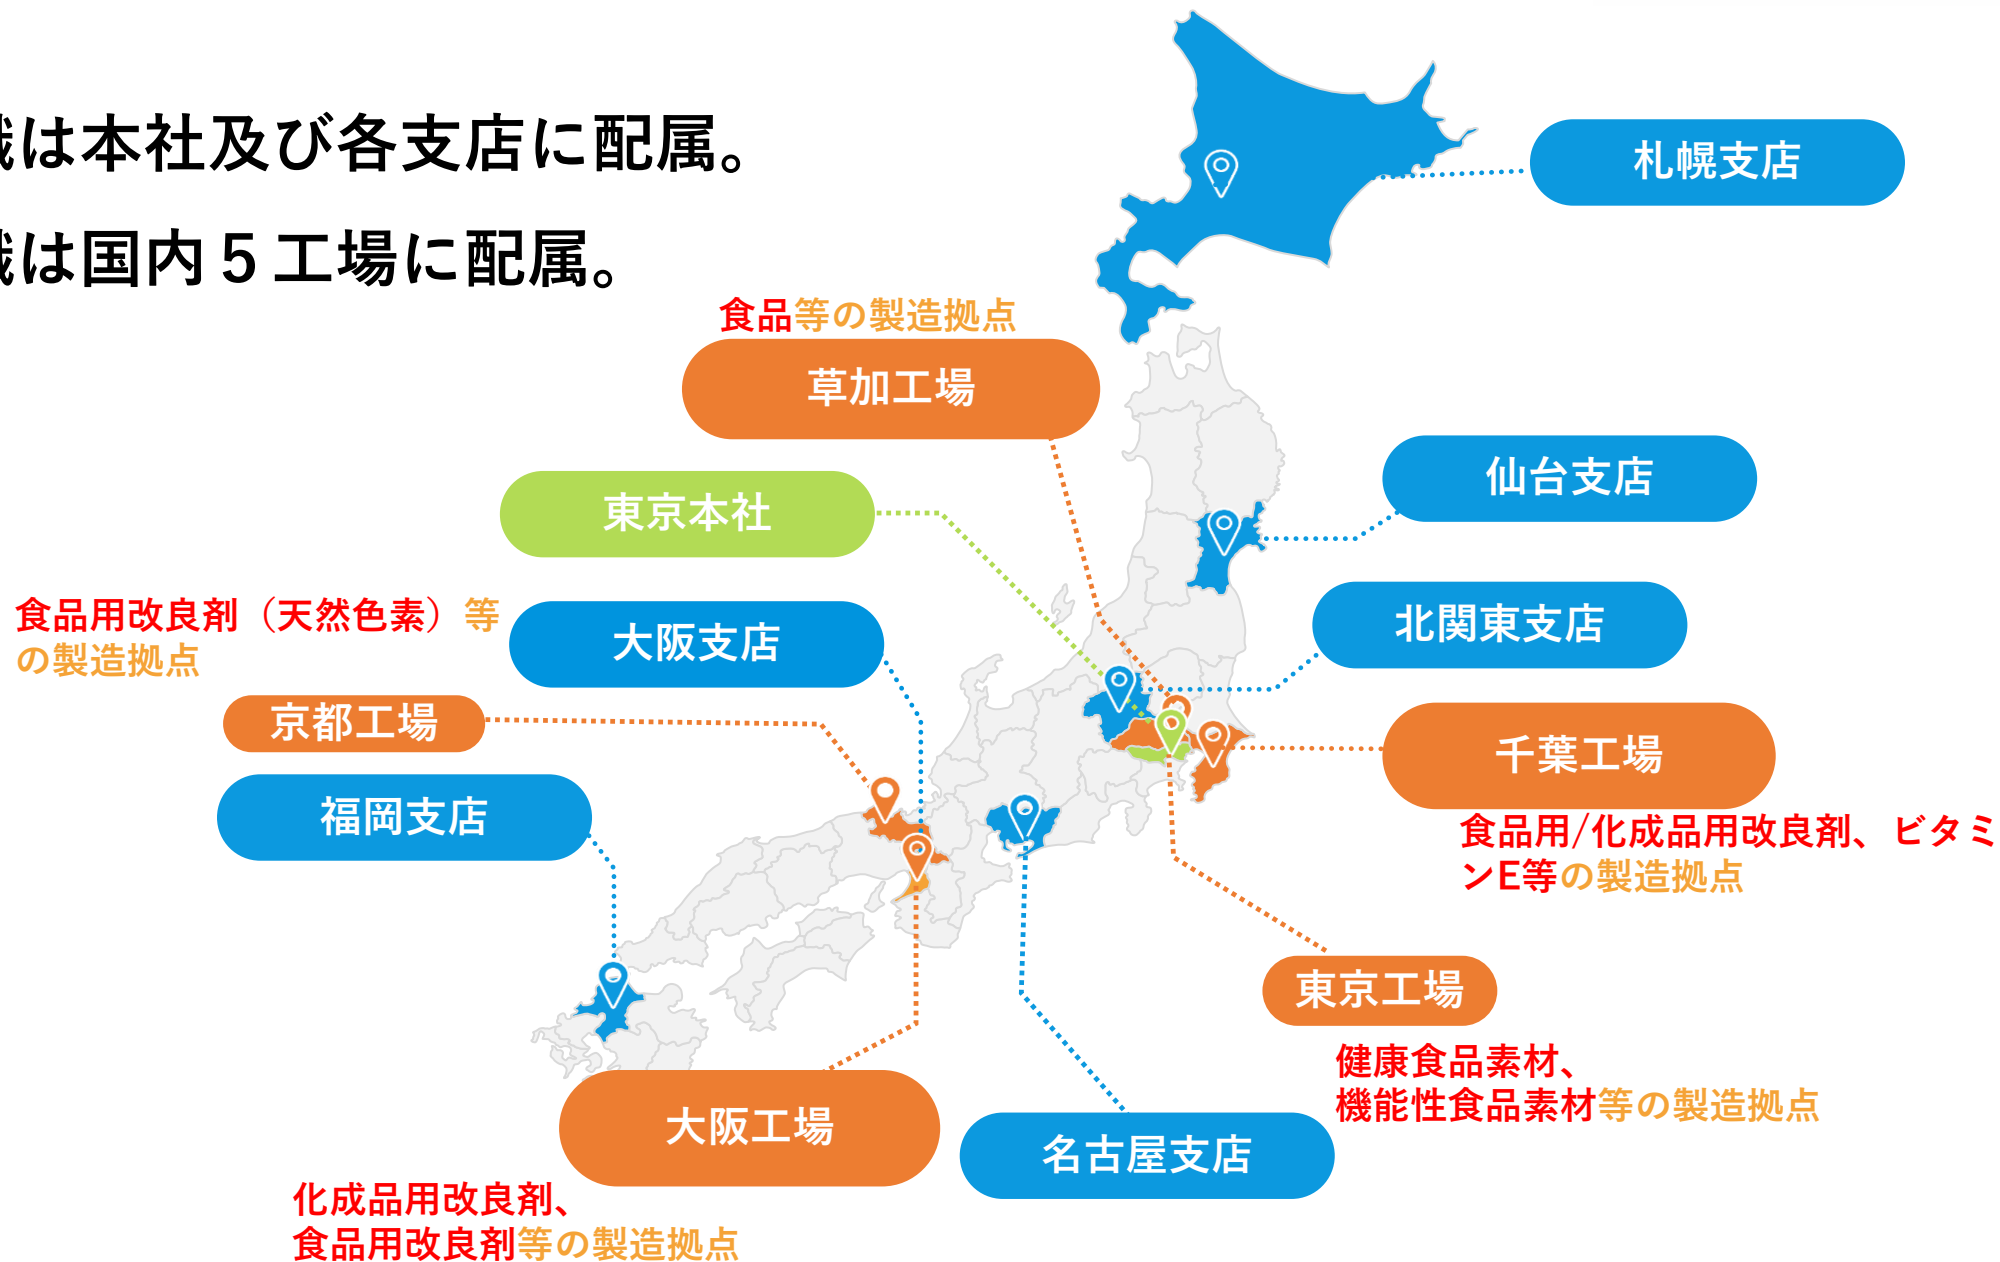 は本社及び各支店に配属。
は国内５工場に配属。
札幌支店
食品等の製造拠点
草加工場
仙台支店
東京本社
北関東支店
食品用改良剤（天然色素）等
の製造拠点
大阪支店
京都工場
千葉工場
食品用/化成品用改良剤、ビタミ
ンE等の製造拠点
福岡支店
東京工場
健康食品素材、
機能性食品素材等の製造拠点
大阪工場
名古屋支店
化成品用改良剤、
食品用改良剤等の製造拠点